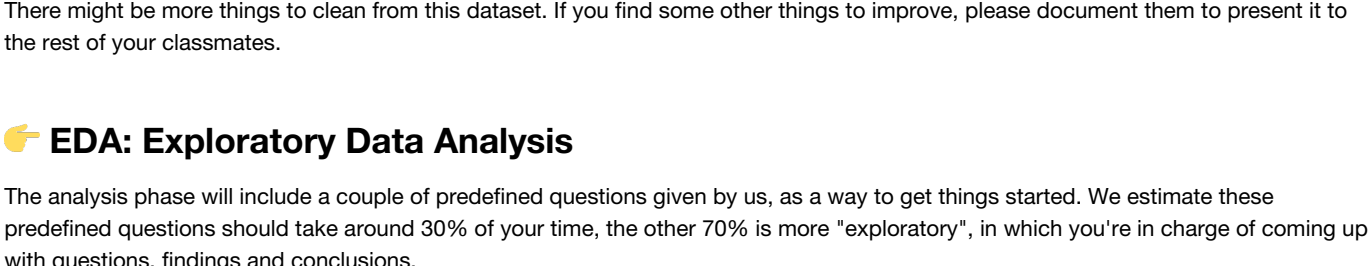 There might be more things to clean from this dataset. If you find some other things to improve, please document them to present it to
the rest of your classmates.
👉 EDA: Exploratory Data Analysis
The analysis phase will include a couple of predefined questions given by us, as a way to get things started. We estimate these
predefined questions should take around 30% of your time, the other 70% is more "exploratory", in which you're in charge of coming up
with questions, findings and conclusions.